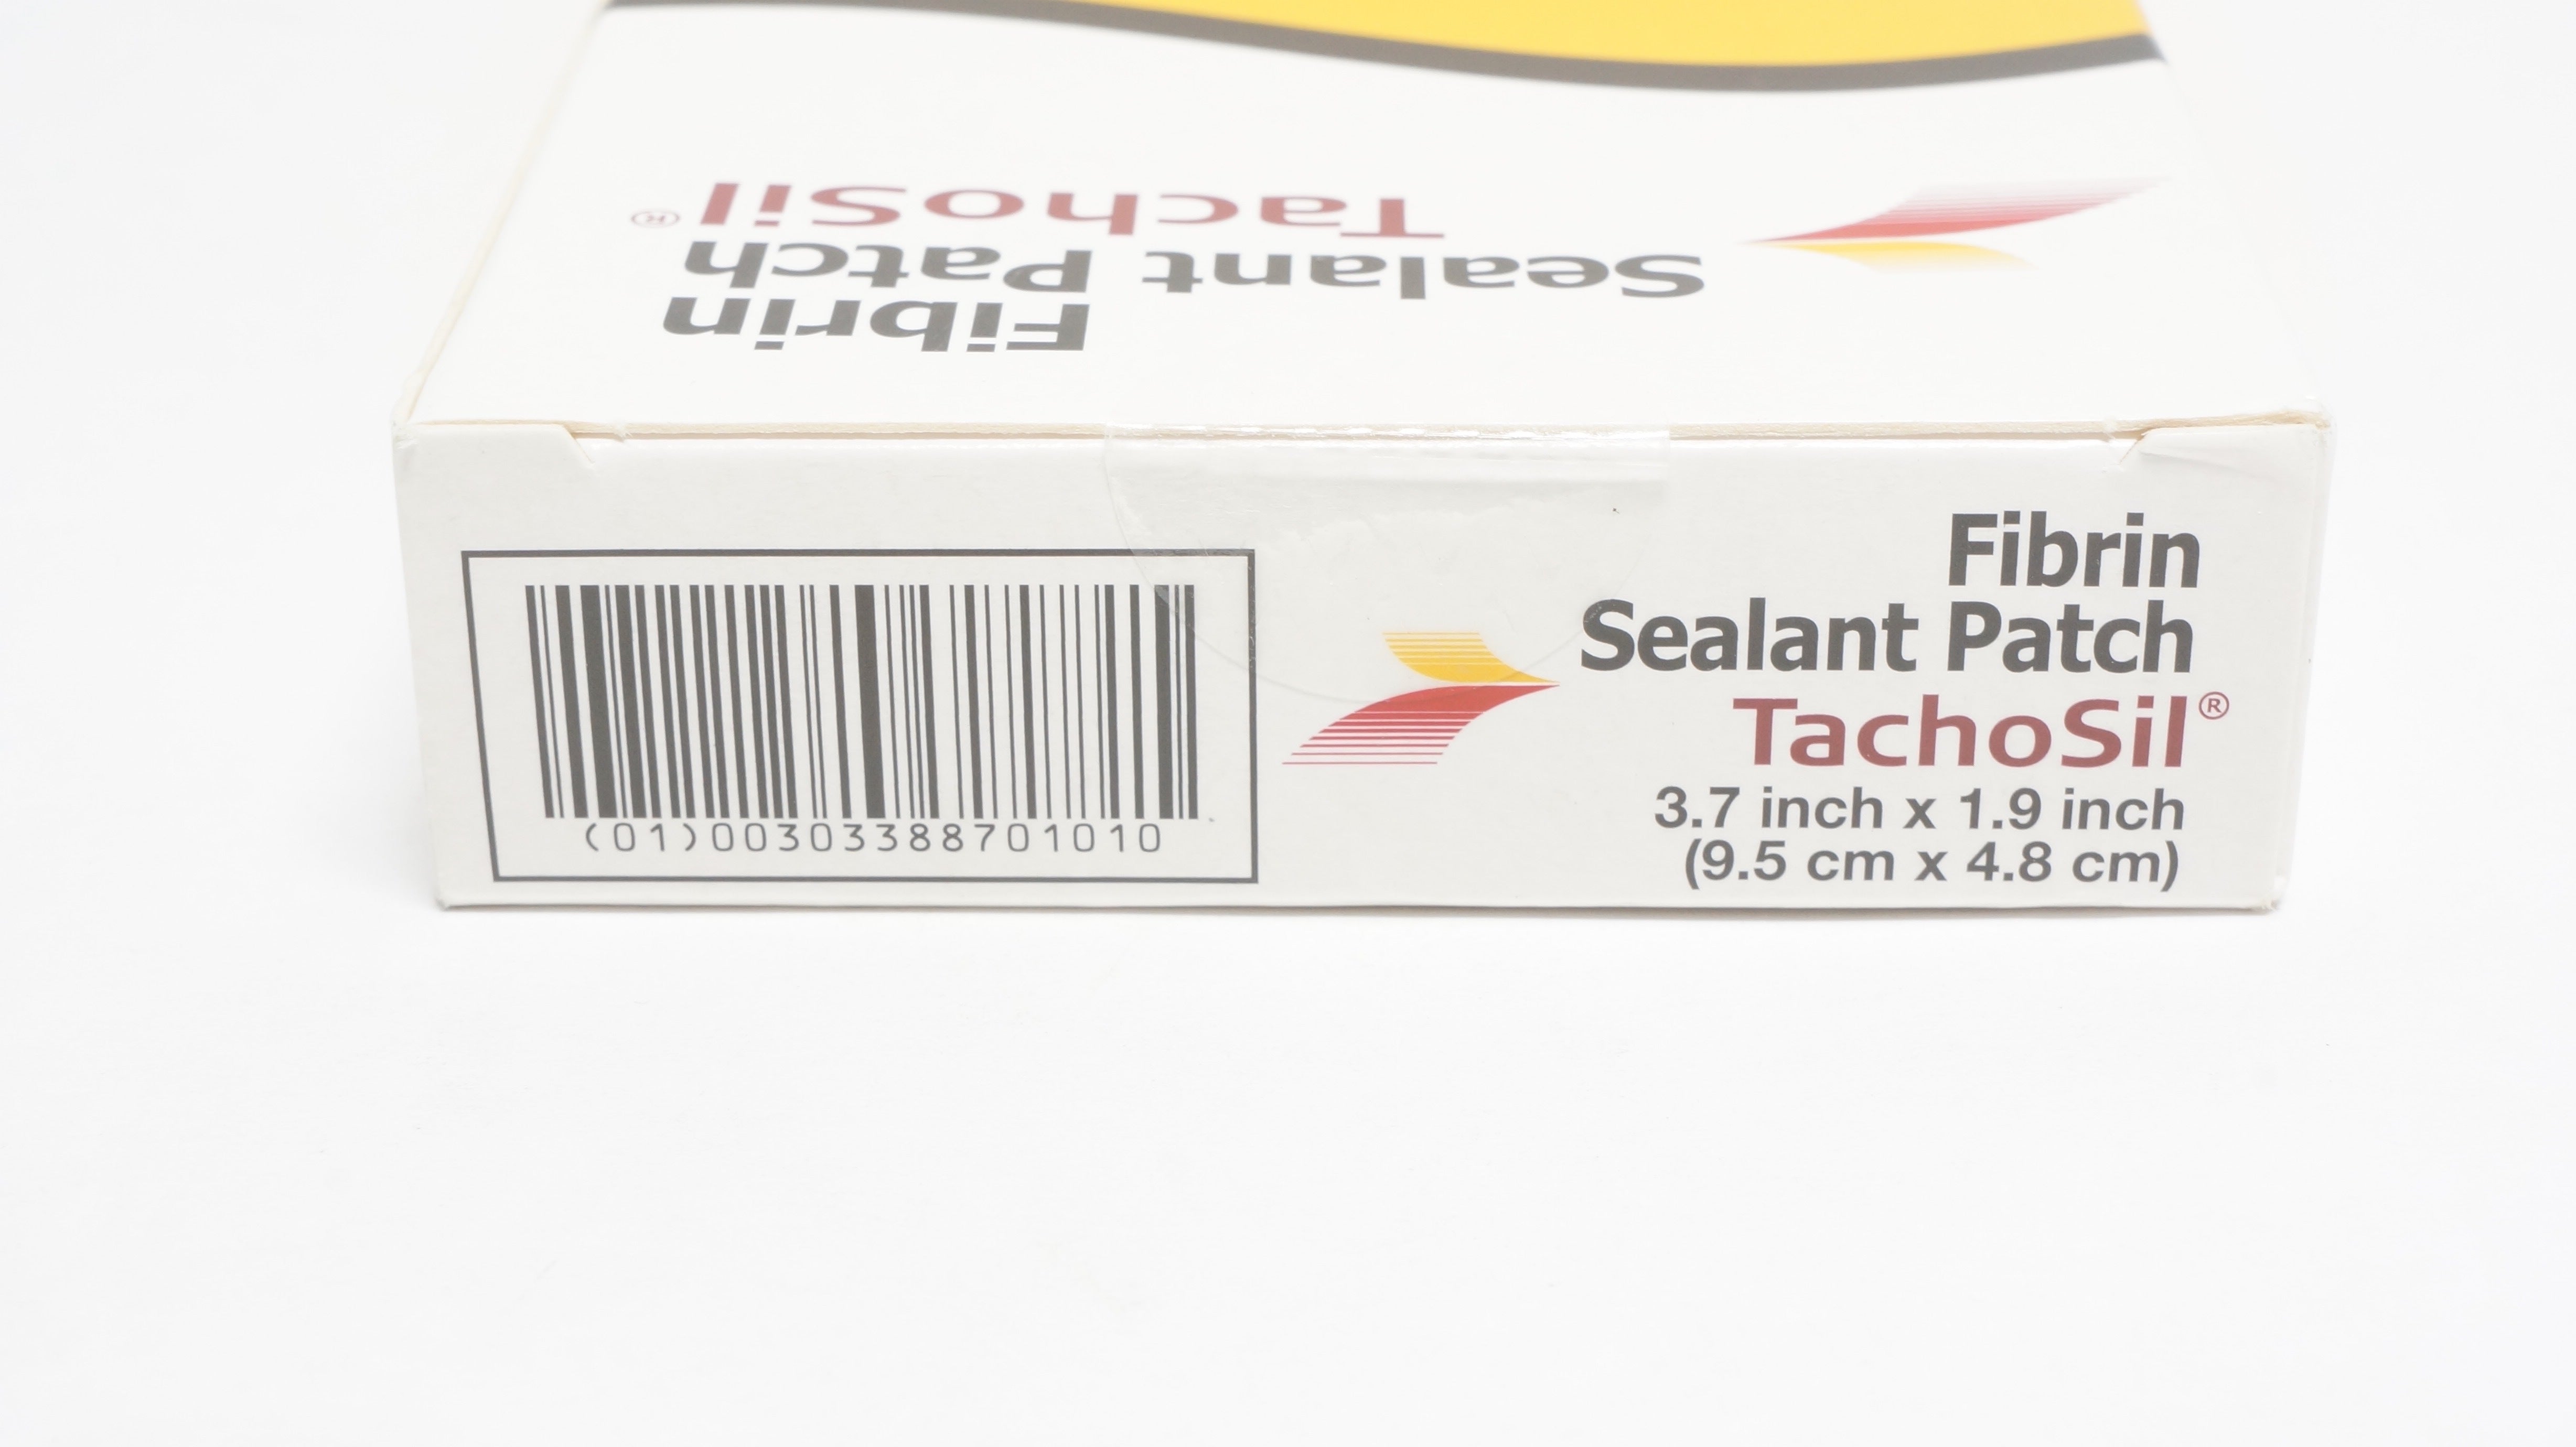 TachoSil®
Sealant Patch
Fibrin
Fibrin
Sealant Patch
TachoSil®
3.7 inch x 1.9 inch
(9.5 cm x 4.8 cm)
(01)00303388701010